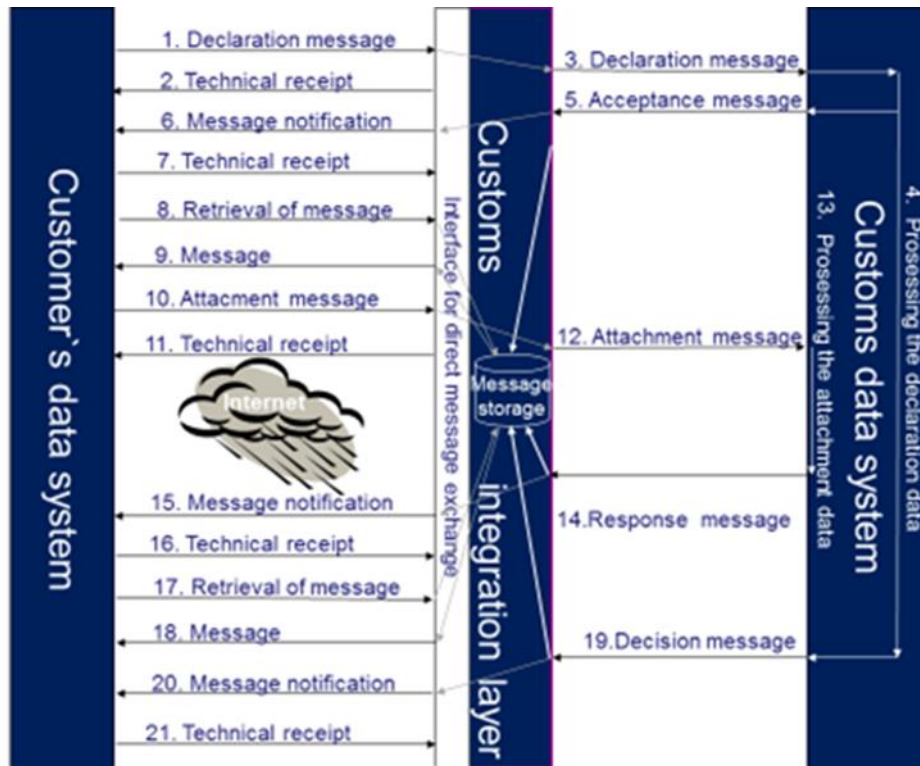 1. Declaration message
3. Declaration message
2. Technical receipt
5. Acceptance message
6. Message notification
7. Technical receipt
8. Retrieval of message
9. Message
10. Attacment message
11. Technical receipt
12. Attachment message
Internet
Message
storage
15. Message notification
14.Response message
16. Technical receipt
17. Retrieval of message
18. Message
19.Decision message
20. Message notification
21. Technical receipt
Customer`s data system
Interface for direct message exchange
Customs integration layer
13. Prosessing the attachment data
Customs data system
4. Prosessing the declaration data